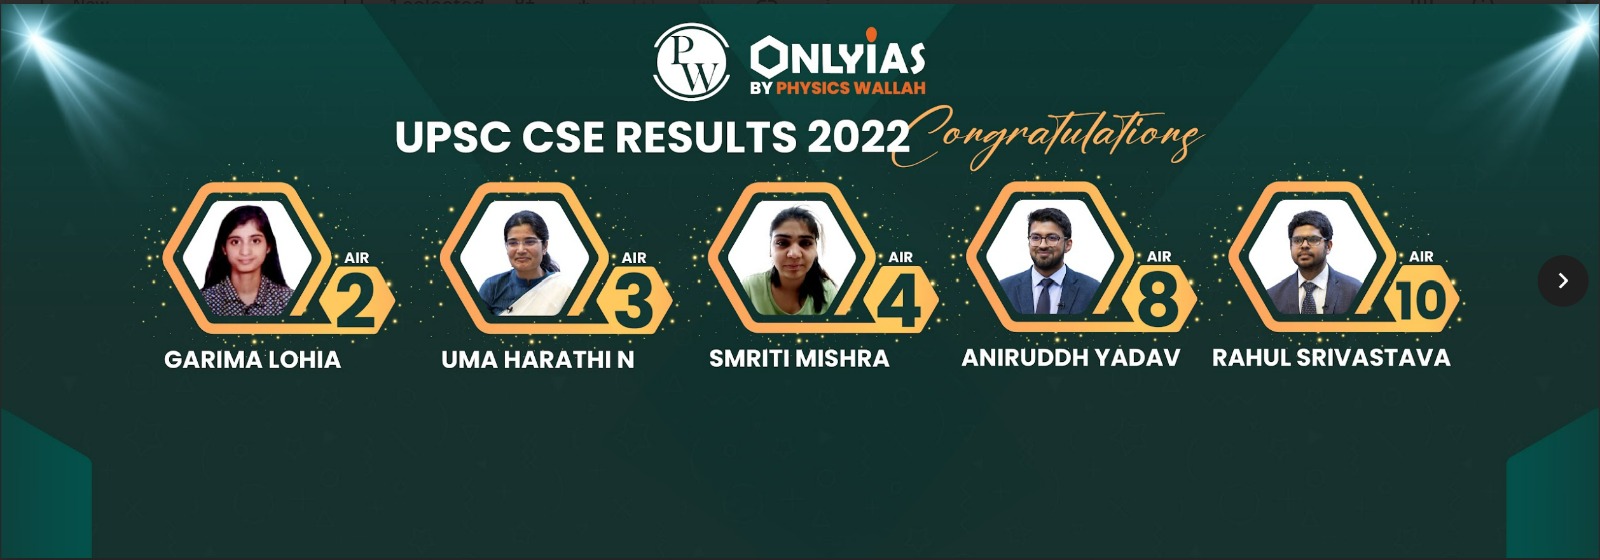 PW
ONLYIAS
BY PHYSICS WALLAH
UPSC CSE RESULTS 2022 Congratulations
AIR
2
GARIMA LOHIA
AIR
3
UMA HARATHI N
AIR
4
SMRITI MISHRA
AIR
8
ANIRUDDH YADAV
AIR
10
RAHUL SRIVASTAVA